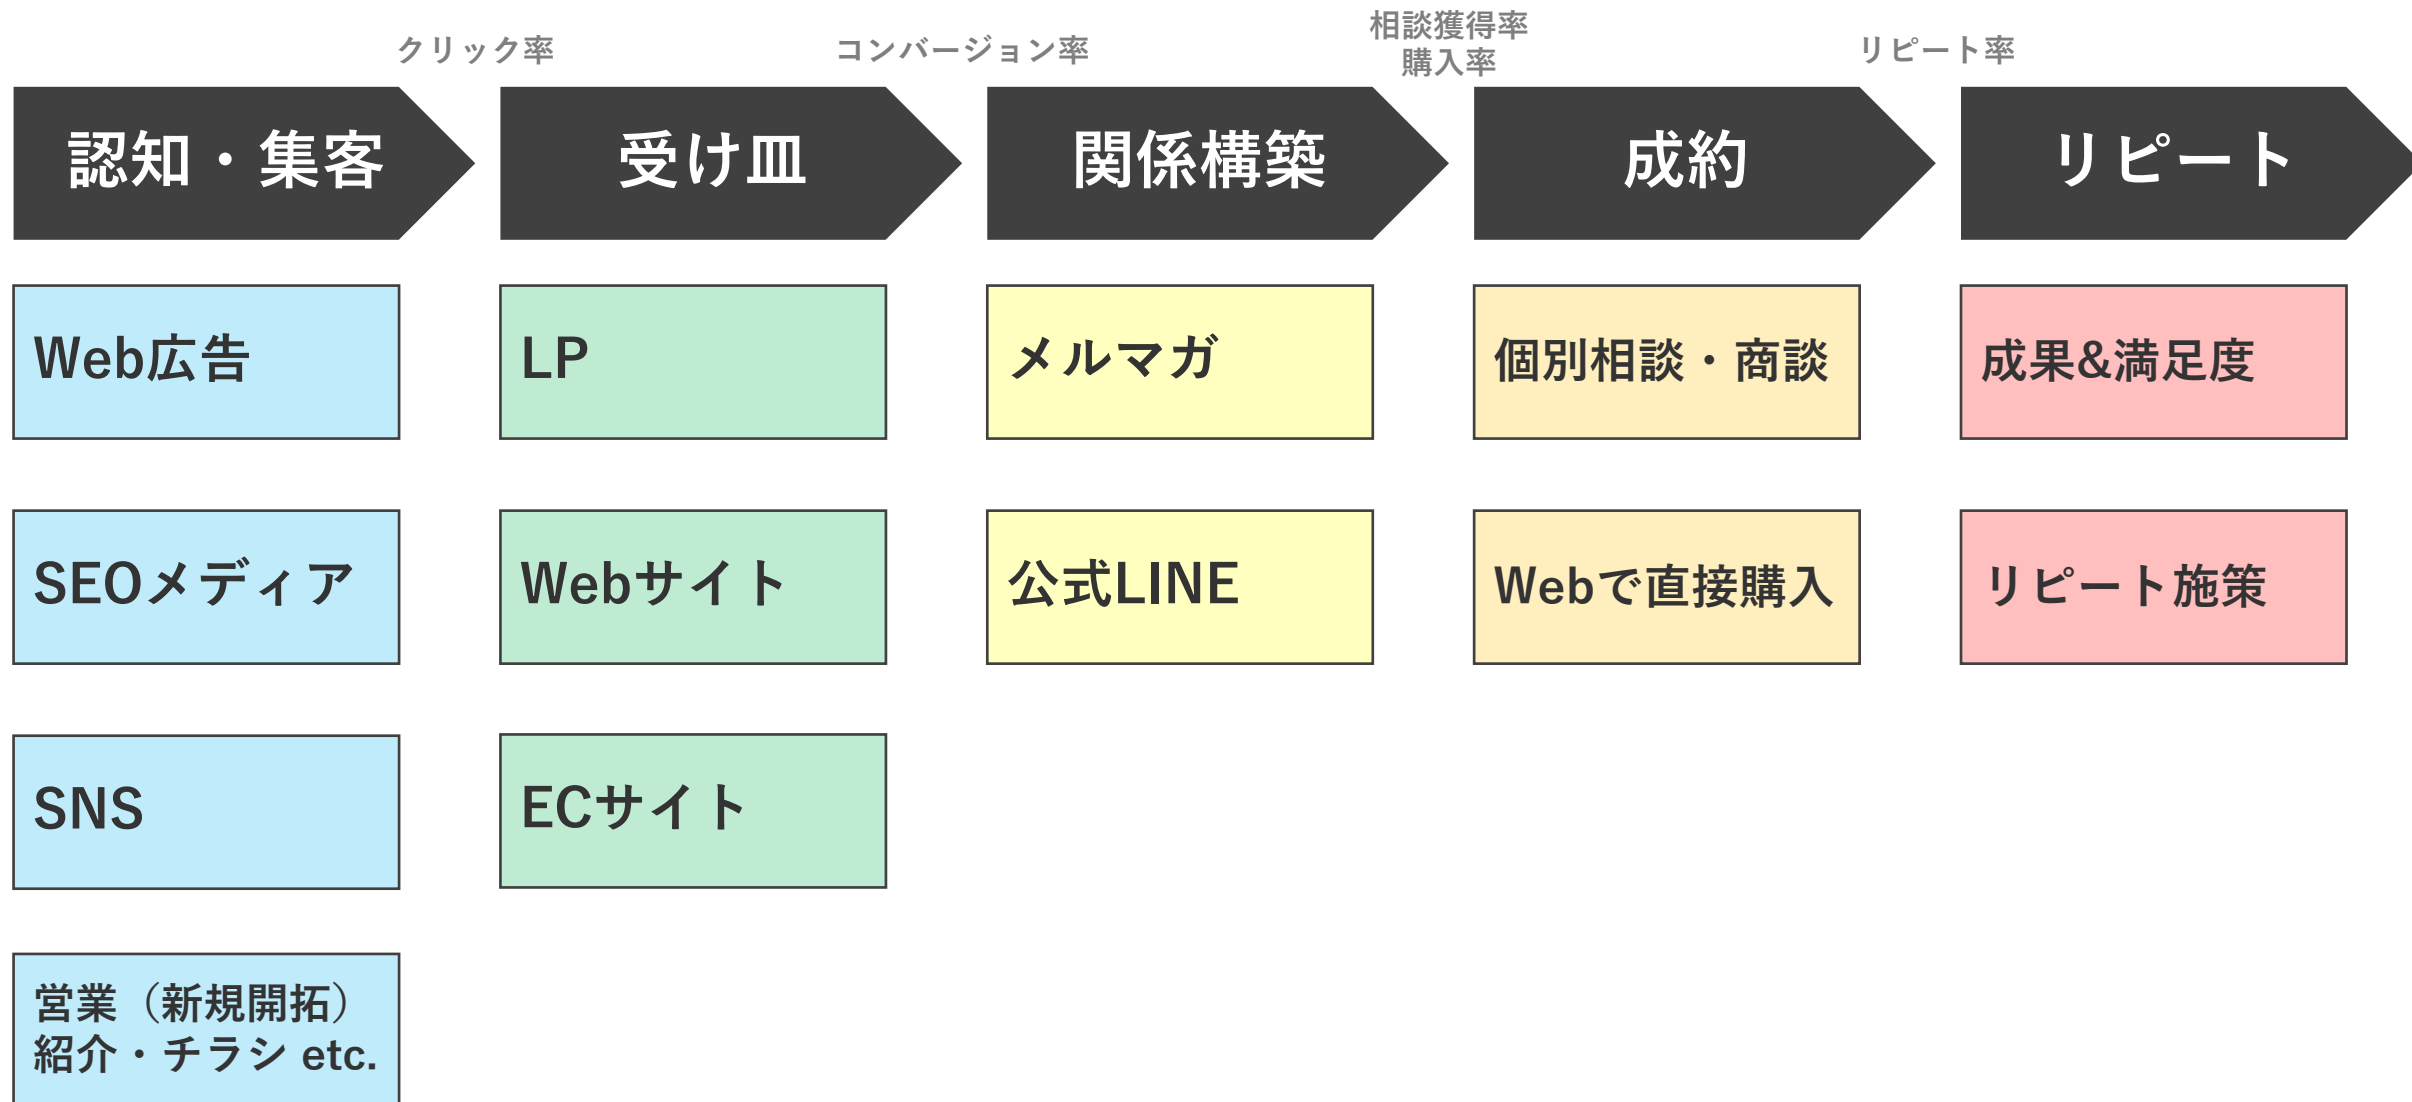 クリック率
コンバージョン率
相談獲得率
購入率
リピート率
認知・集客
受け皿
関係構築
成約
リピート
Web広告
LP
メルマガ
個別相談・商談
成果&満足度
SEOメディア
Webサイト
公式LINE
Webで直接購入
リピート施策
SNS
ECサイト
営業（新規開拓）
紹介・チラシ etc.